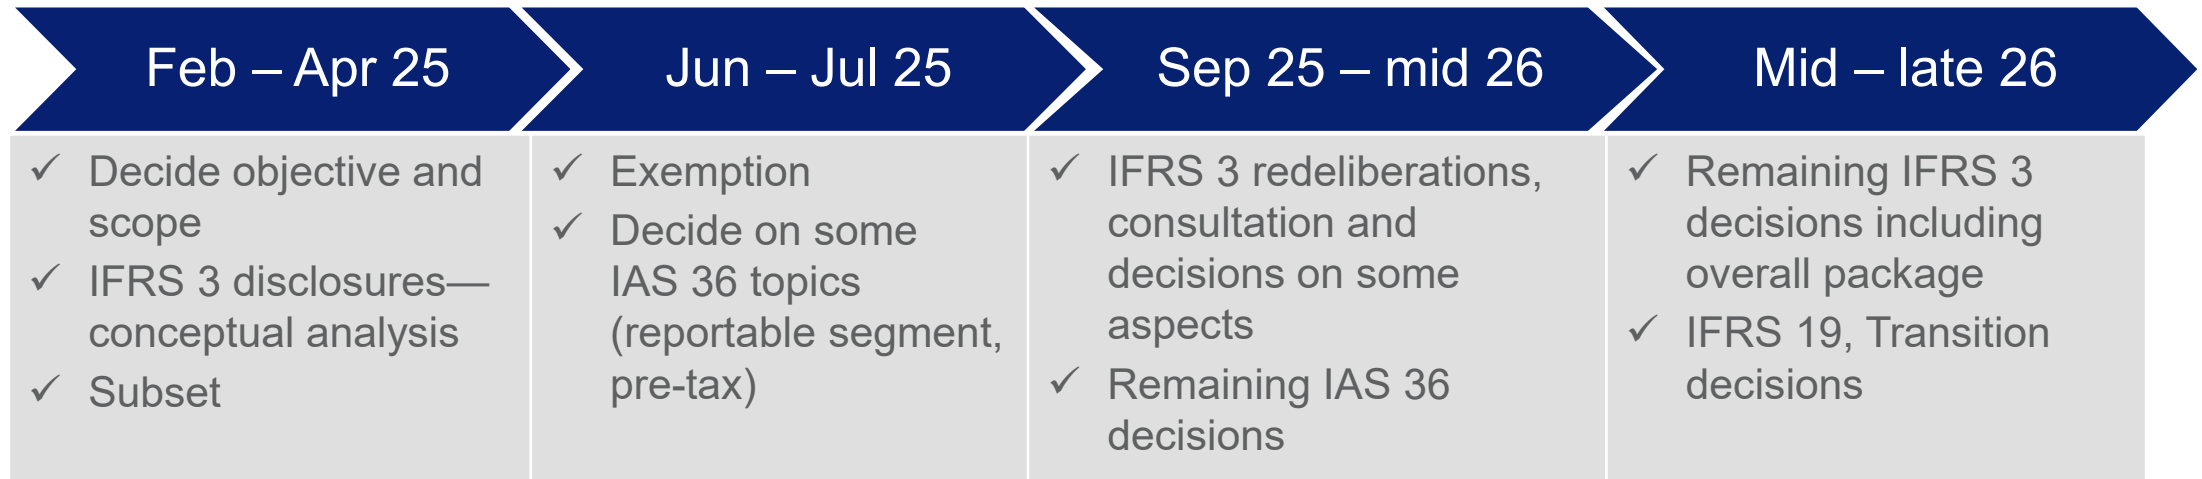 Feb – Apr 25
Jun – Jul 25
Sep 25 – mid 26
Mid – late 26
✓ Decide objective and
scope
✓ IFRS 3 disclosures—
conceptual analysis
✓ Subset
✓ Exemption
✓ Decide on some
IAS 36 topics
(reportable segment,
pre-tax)
✓ IFRS 3 redeliberations,
consultation and
decisions on some
aspects
✓ Remaining IAS 36
decisions
✓ Remaining IFRS 3
decisions including
overall package
✓ IFRS 19, Transition
decisions